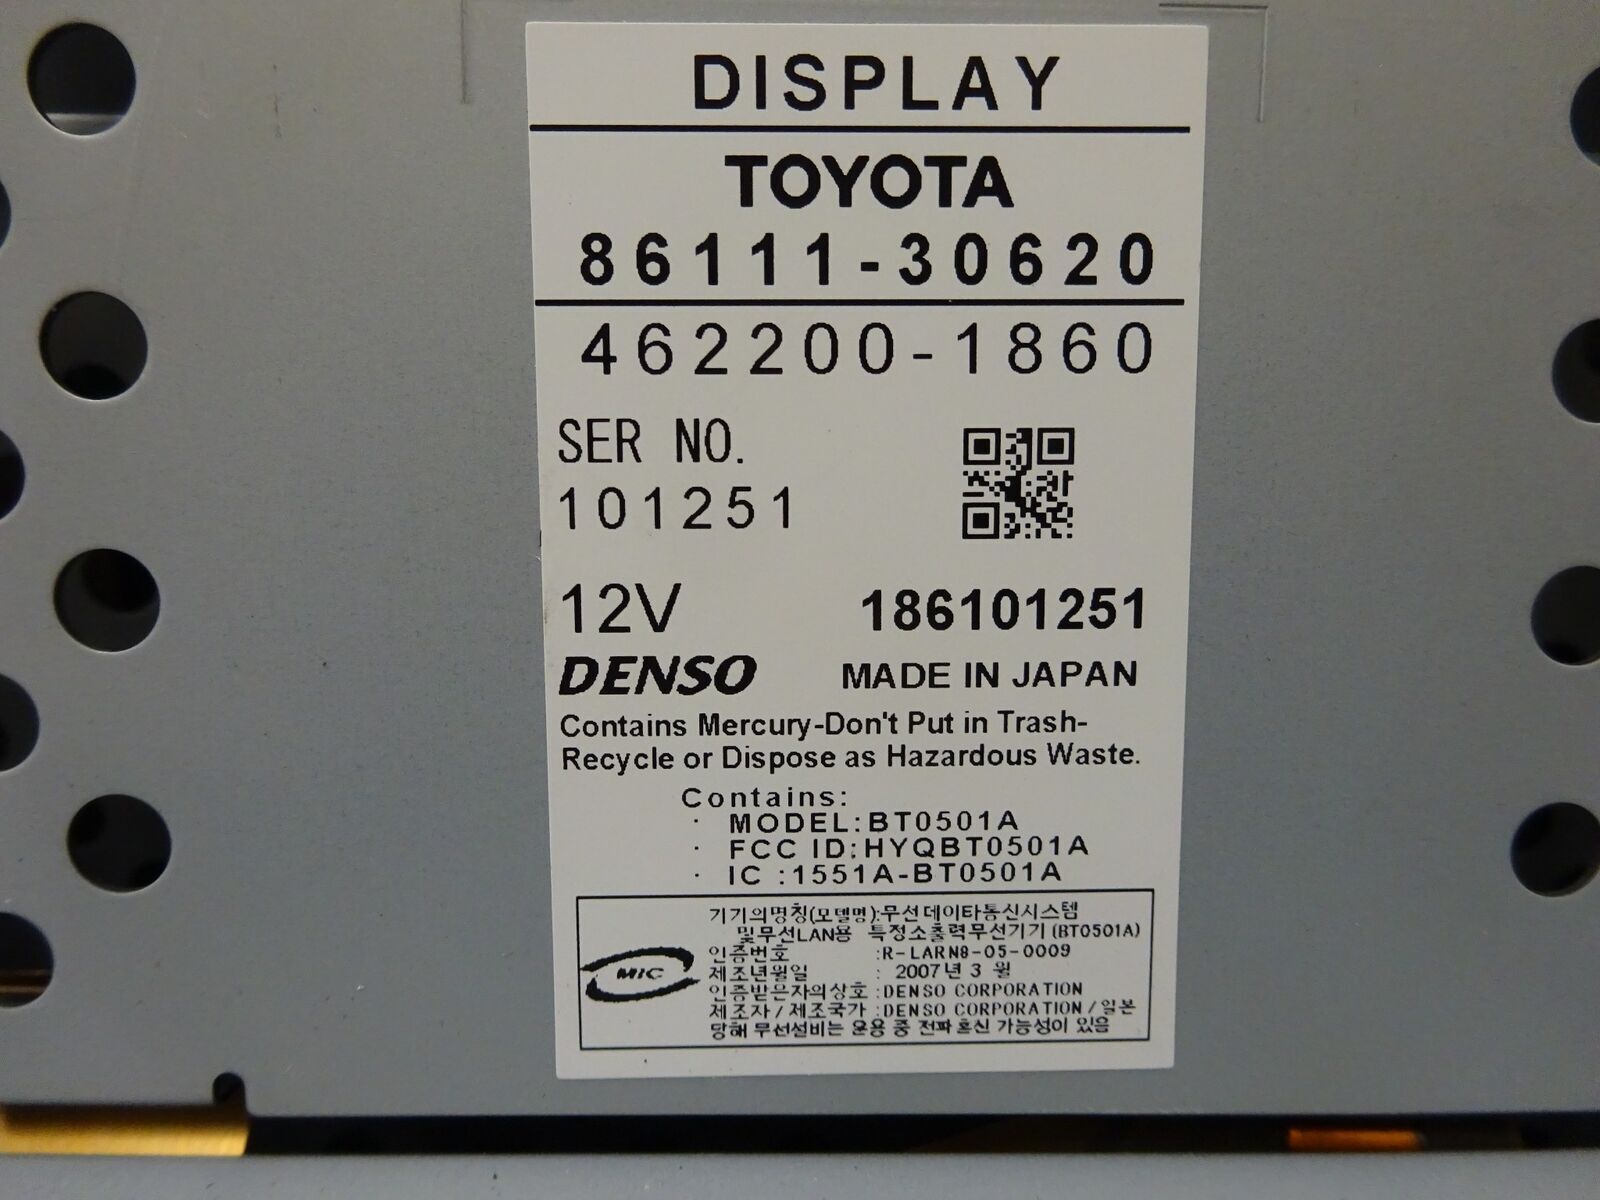 DISPLAY
TOYOTA
86111-30620
462200-1860
SER NO.
101251
12V 186101251
DENSO MADE IN JAPAN
Contains Mercury-Don't Put in Trash-
Recycle or Dispose as Hazardous Waste.
Contains:
· MODEL:BT0501A
· FCC ID:HYQBT0501A
· IC :1551A-BT0501A
MIC
기기의명칭(모델명):무선데이타통신시스템
및무선LAN용 특정소출력무선기기(BT0501A)
인증번호 :R-LARN8-05-0009
제조년월일 : 2007년 3 월
인증받은자의상호 :DENSO CORPORATION
제조자/제조국가 :DENSO CORPORATION/일본
당해 무선설비는 운용 중 전파 혼신 가능성이 있음